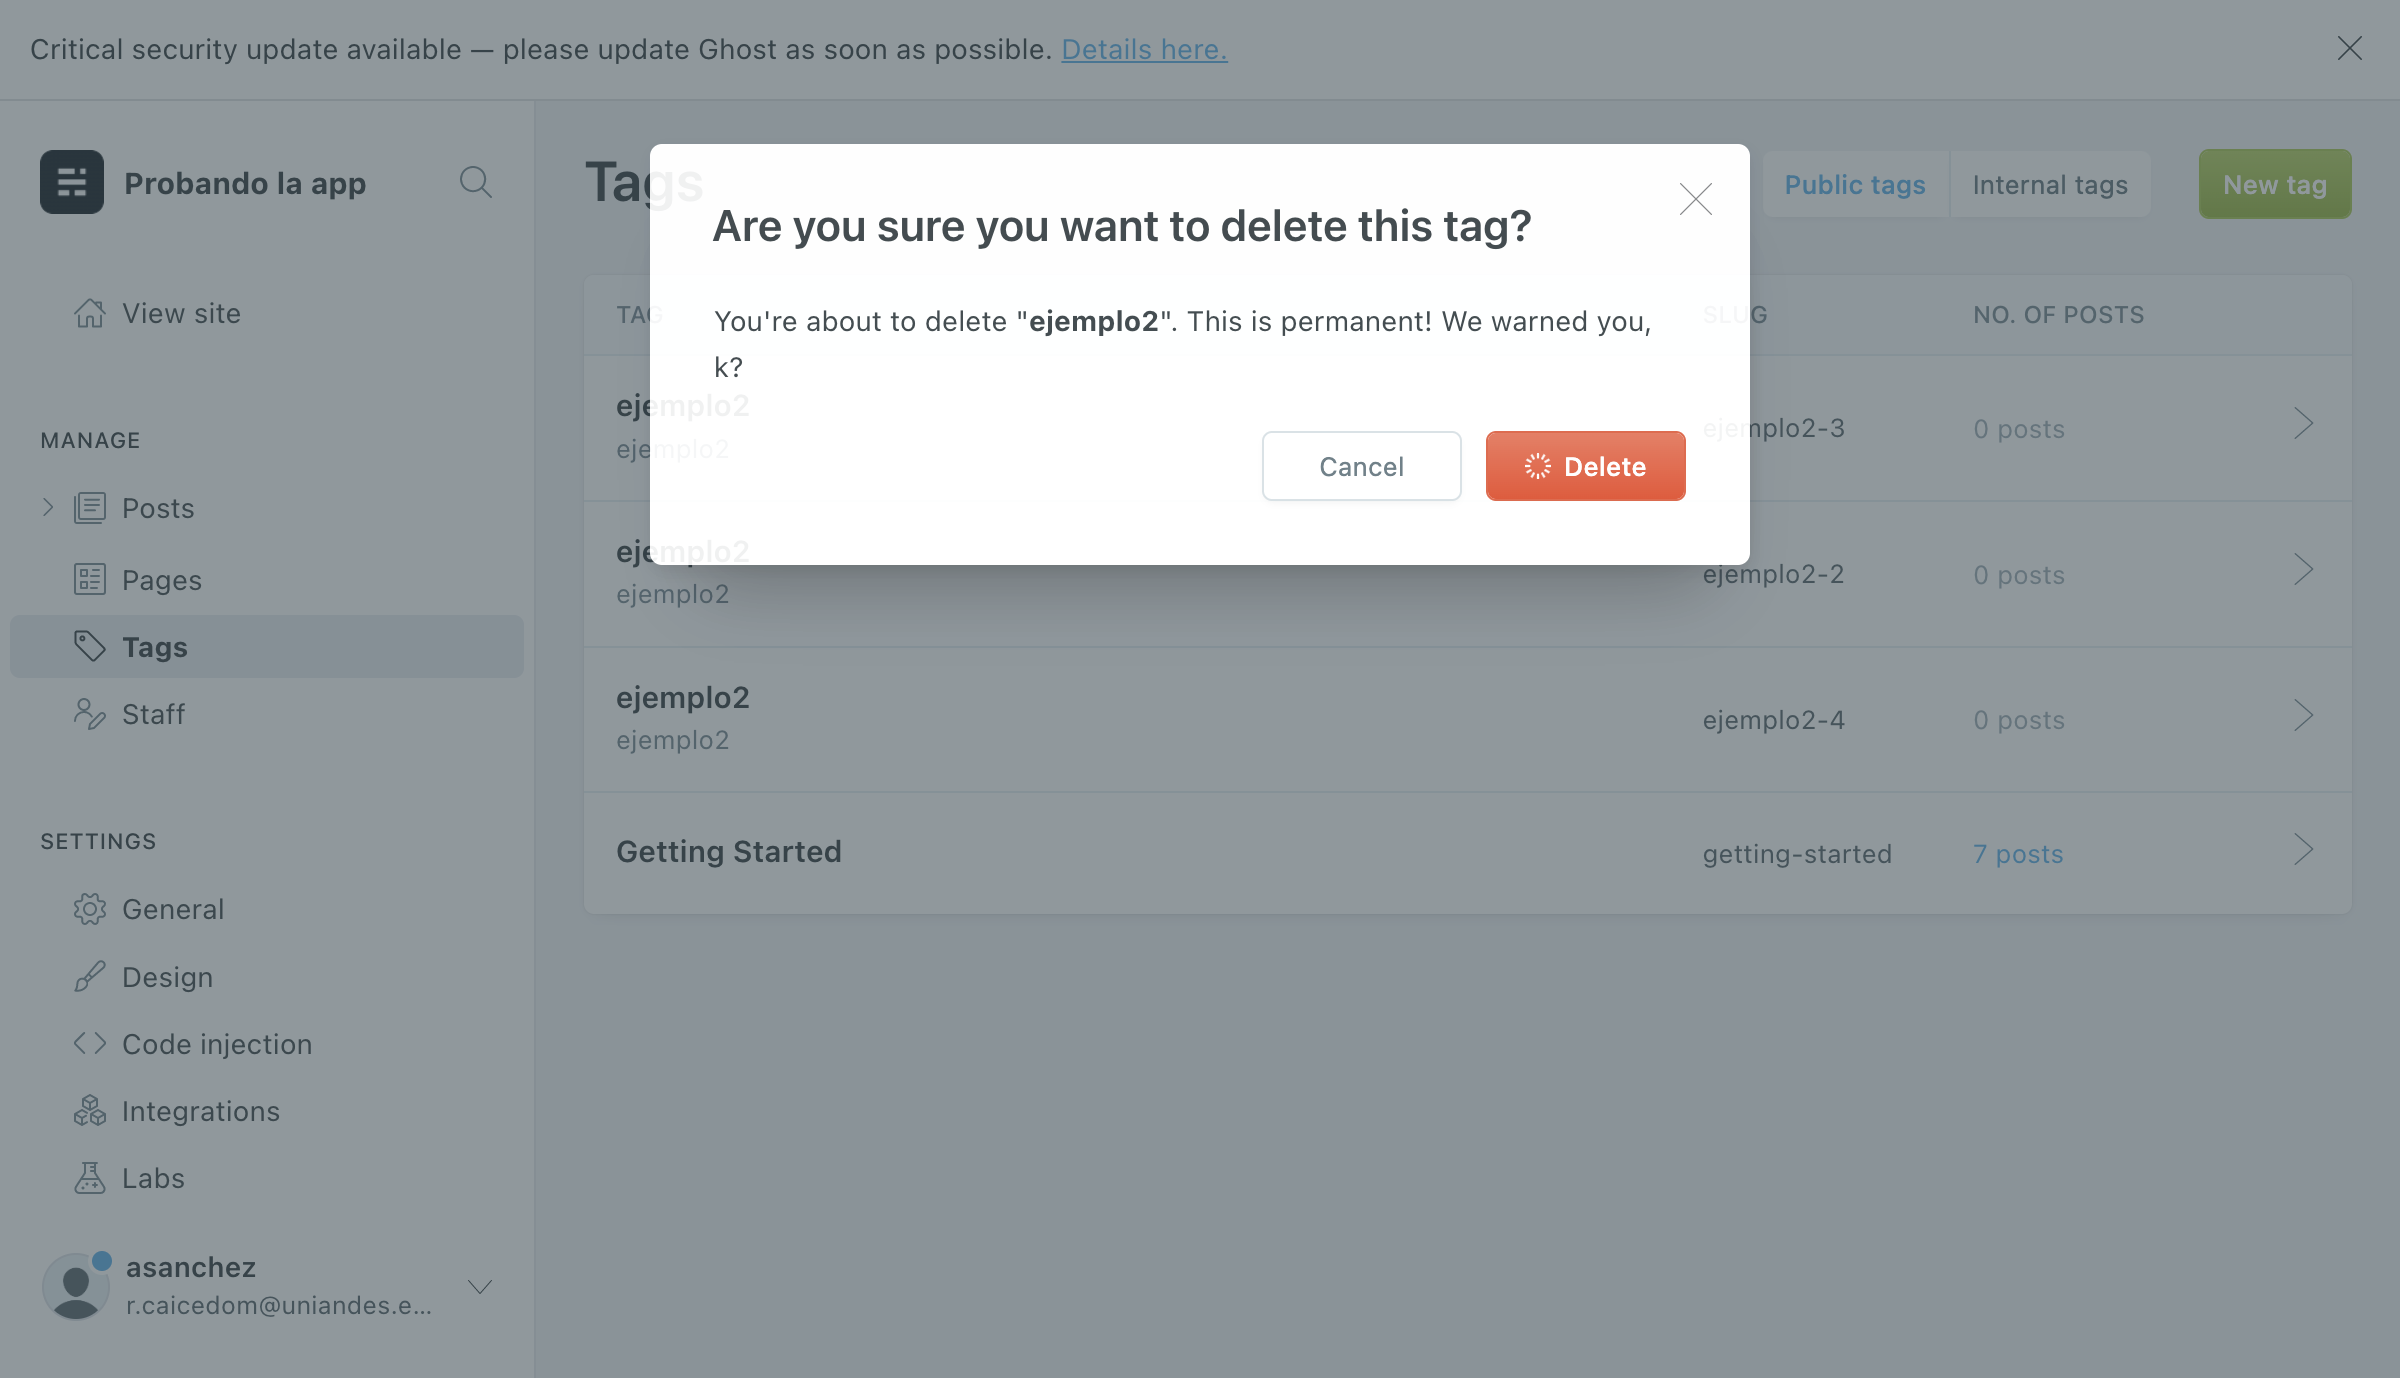 Critical security update available — please update Ghost as soon as possible. Details here.
Probando la app
View site
MANAGE
Posts
Pages
Tags
Staff
SETTINGS
General
Design
Code injection
Integrations
Labs
asanchez
r.caicedom@uniandes.e...
Tags
Public tags
Internal tags
New tag
Are you sure you want to delete this tag?
You're about to delete "ejemplo2". This is permanent! We warned you,
k?
Cancel
Delete
TAG
SLUG
NO. OF POSTS
ejemplo2
ejemplo2
ejemplo2-3
0 posts
ejemplo2
ejemplo2
ejemplo2-2
0 posts
ejemplo2
ejemplo2
ejemplo2-4
0 posts
Getting Started
getting-started
7 posts